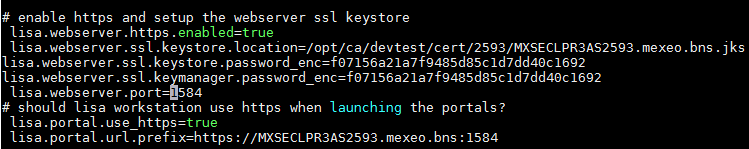 # enable https and setup the webserver ssl keystore
lisa.webserver.https.enabled=true
lisa.webserver.ssl.keystore.location=/opt/ca/devtest/cert/2593/MXSECLPR3AS2593.mexeo.bns.jks
lisa.webserver.ssl.keystore.password_enc=f07156a21a7f9485d85c1d7dd40c1692
lisa.webserver.ssl.keymanager.password_enc=f07156a21a7f9485d85c1d7dd40c1692
lisa.webserver.port=1584
# should lisa workstation use https when launching the portals?
lisa.portal.use_https=true
lisa.portal.url.prefix=https://MXSECLPR3AS2593.mexeo.bns:1584